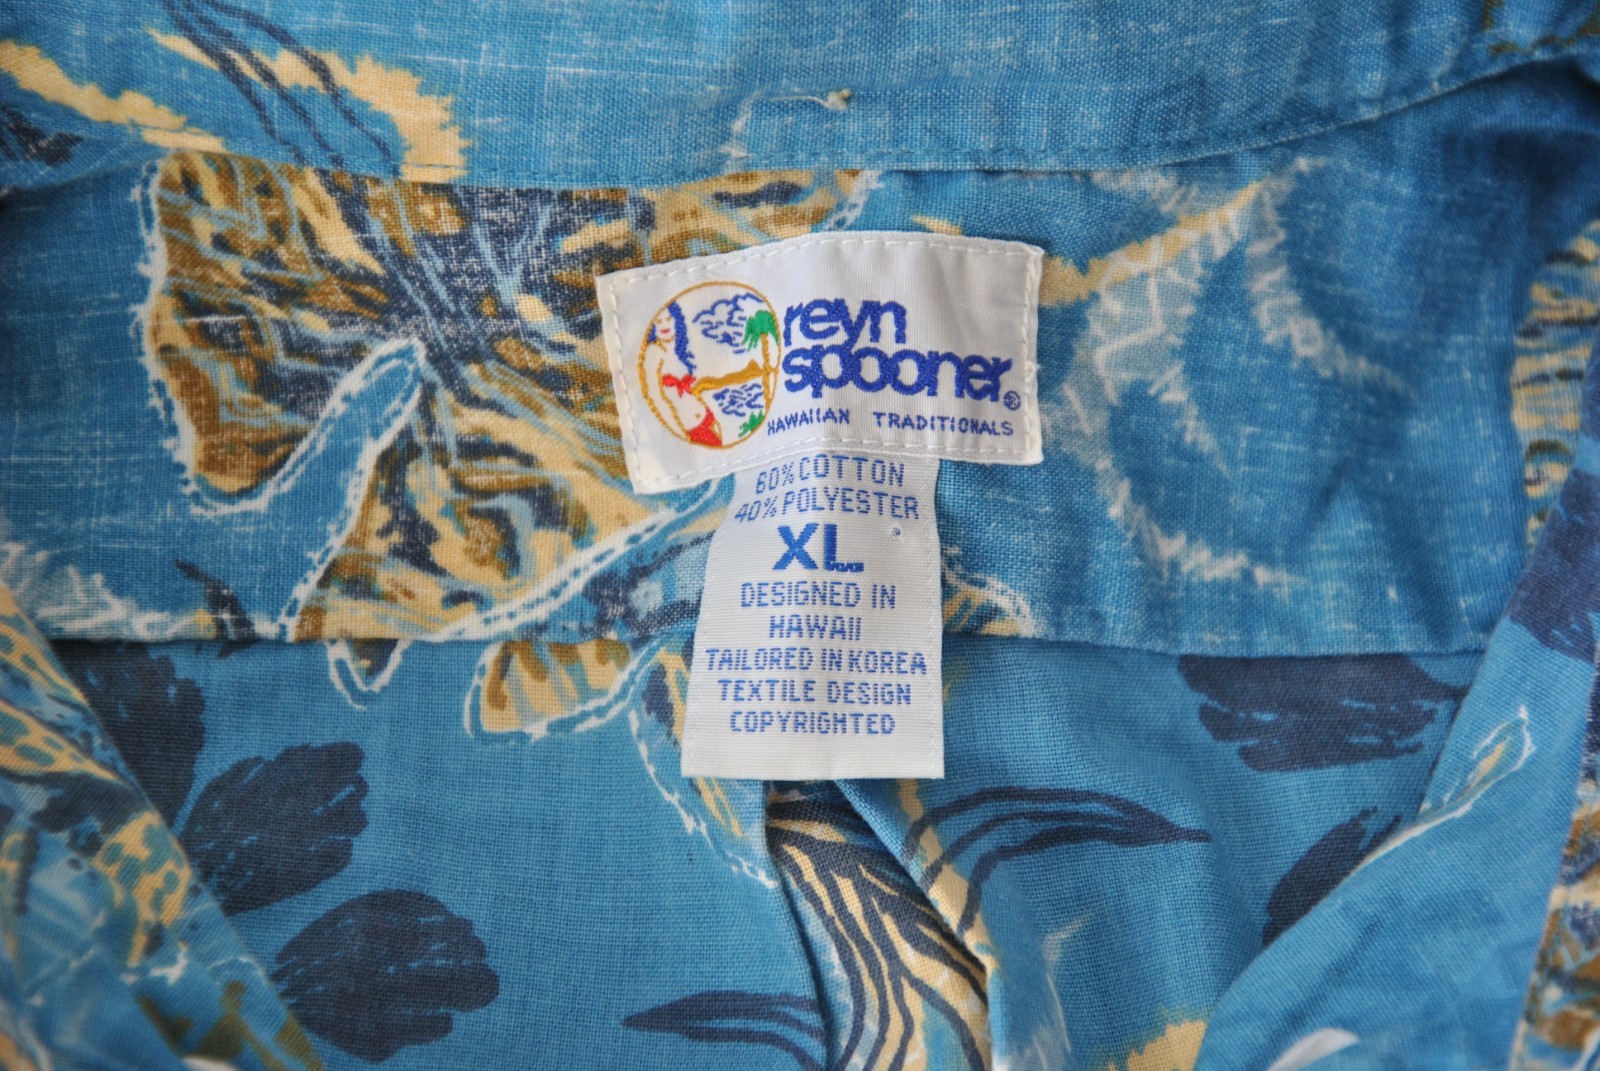 reyn
spooner®
HAWAIIAN TRADITIONALS
60% COTTON
40% POLYESTER
XL
DESIGNED IN
HAWAII
TAILORED IN KOREA
TEXTILE DESIGN
COPYRIGHTED